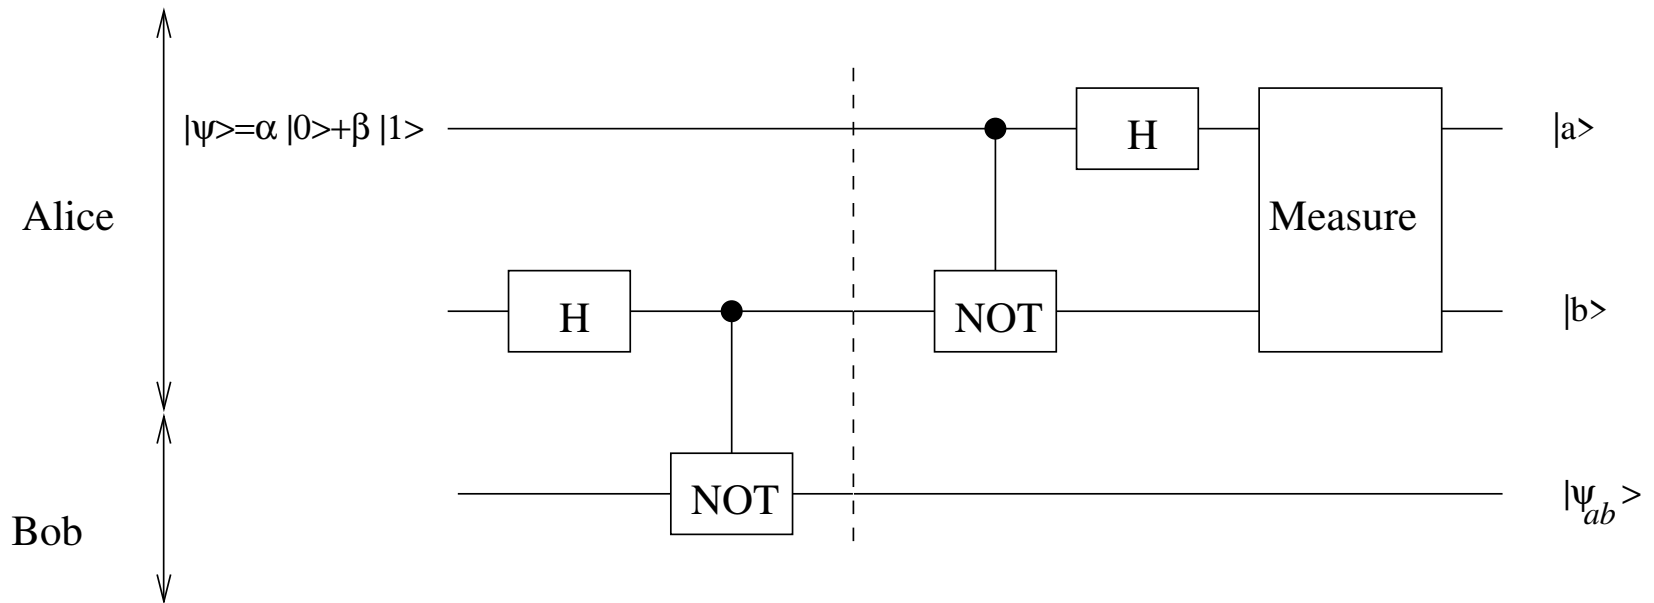 |ψ>=α |0>+β |1>
H
|a>
Alice
Measure
H
NOT
|b>
NOT
|ψab>
Bob